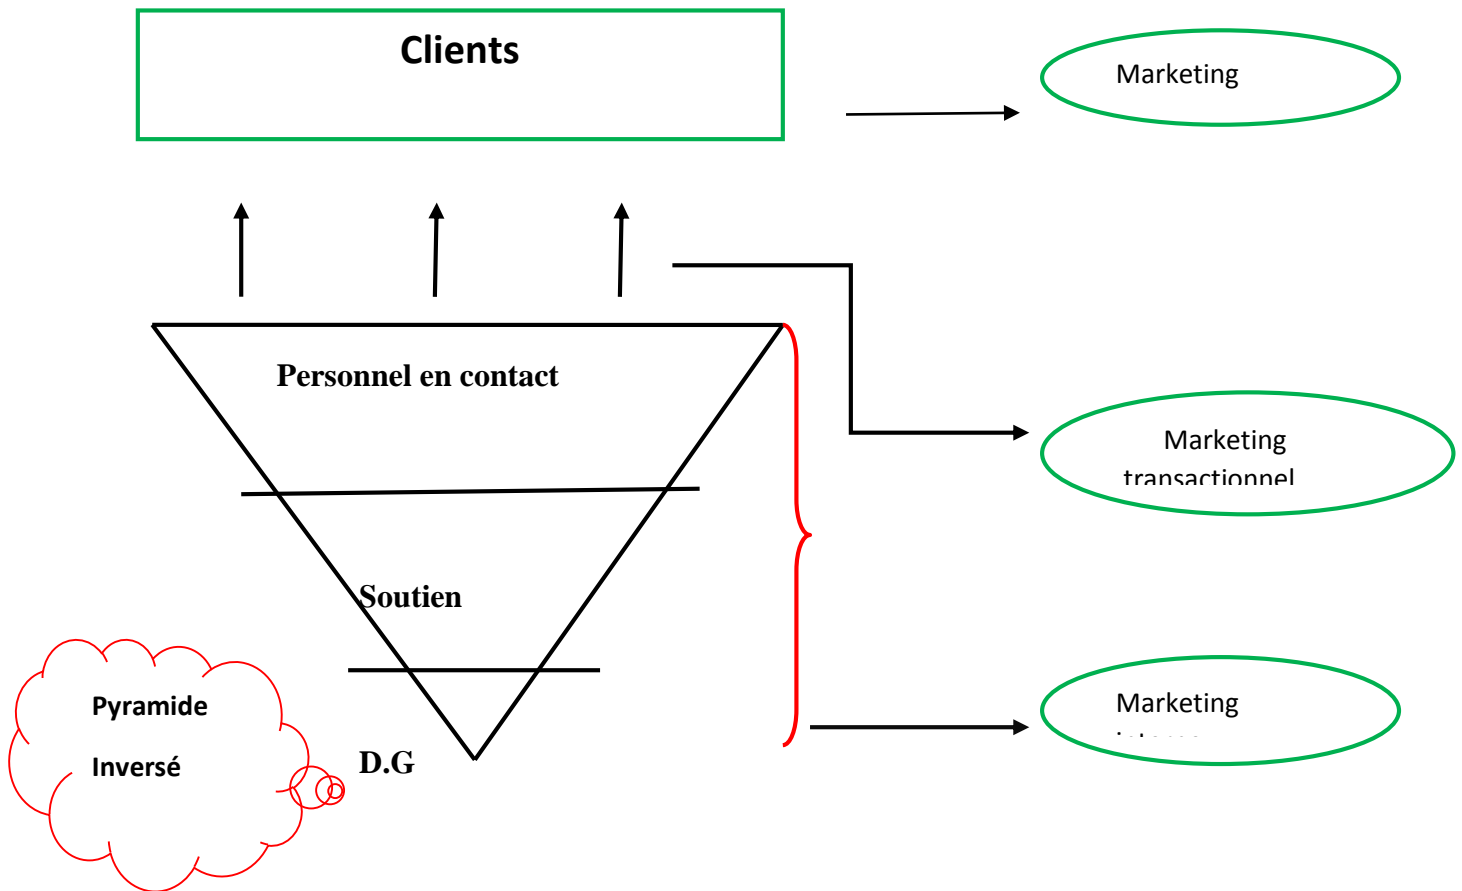 Clients
Marketing
Personnel en contact
Marketing
transactionnel
Soutien
Marketing
Pyramide
Inversé
D.G